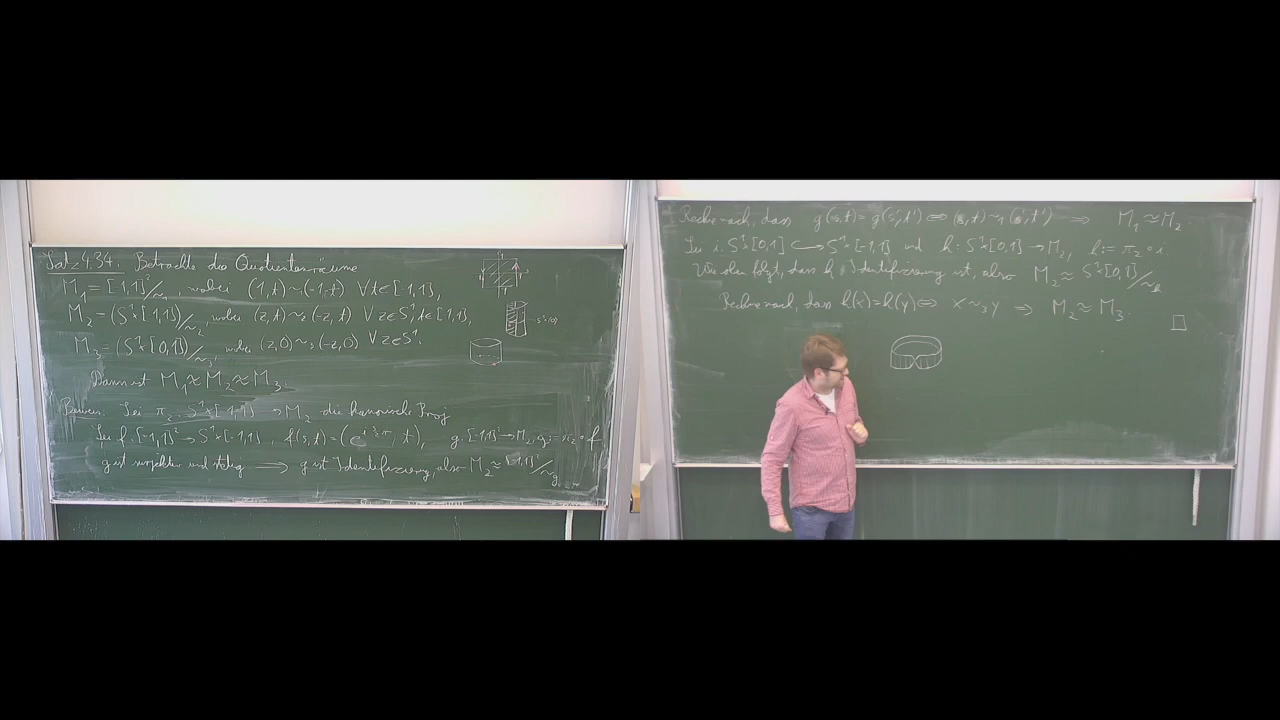 Satz 4.34. Betrachte die Quotientenräume
M₁ = [-1,1]²/∼₁, wobei (1,t) ∼₁ (-1,-t) ∀t∈[-1,1],
M₂ = (S¹×[-1,1])/∼₂, wobei (z,t) ∼₂ (-z,-t) ∀z∈S¹, t∈[-1,1],
M₃ = (S¹×[0,1])/∼₃, wobei (z,0) ∼₃ (-z,0) ∀z∈S¹.
Dann ist M₁ ≈ M₂ ≈ M₃.
Beweis. Sei π₂: S¹×[-1,1] → M₂ die kanonische Proj
Sei f: [-1,1]² → S¹×[-1,1], f(s,t) = (, t), g: [-1,1]² → M₂, g := π₂∘f
g ist surjektiv und stetig ⟹ g ist Identifizierung, also M₂ ≈ [-1,1]²/∼g
Rechne nach, dass g(s,t) = g(s',t') ⟺ (s,t) ∼₁ (s',t') ⟹ M₁ ≈ M₂.
Sei i: S¹×[0,1] ↪ S¹×[-1,1] und h: S¹×[0,1] → M₂, h := π₂∘i.
Wie oben folgt, dass h Identifizierung ist, also M₂ ≈ S¹×[0,1]/∼h
Rechne nach, dass h(x) = h(y) ⟺ x ∼₃ y ⟹ M₂ ≈ M₃.